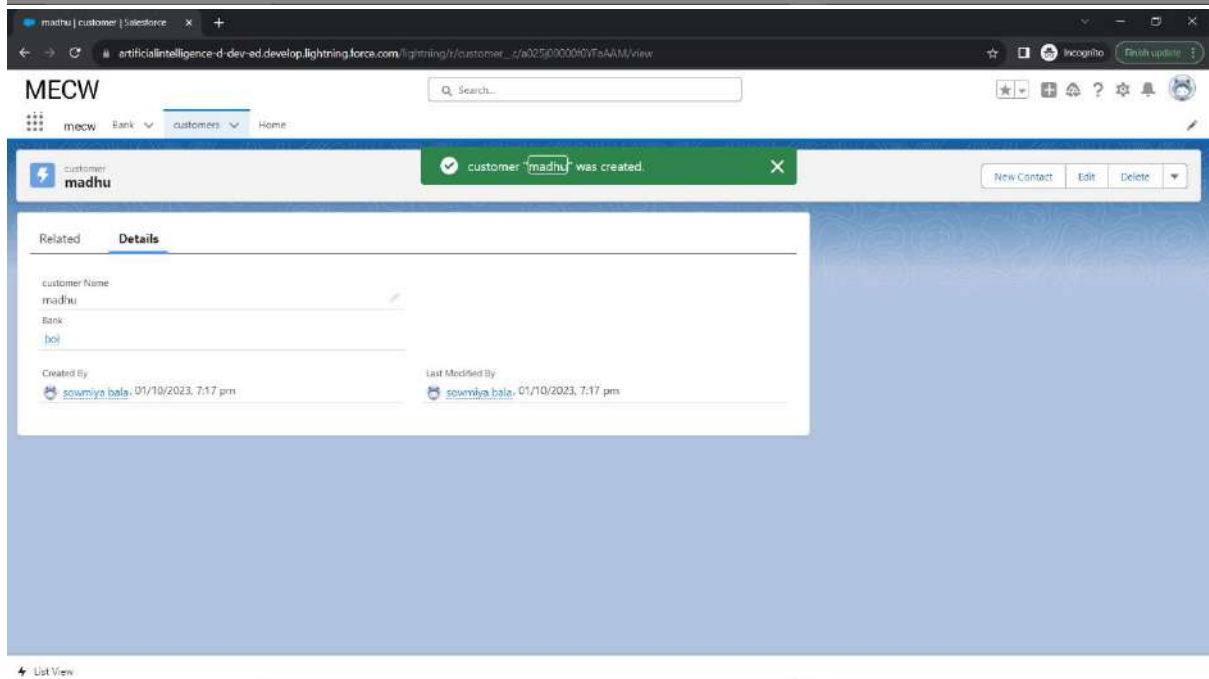 madhu | customer | Salesforce
artificialintelligence-d-dev-ed.develop.lightning.force.com/lightning/r/customer__c/a025j00000f0YFaAAM/view
Incognito
Finish update
MECW
Search...
mecw Bank customers Home
customer
madhu
customer "madhu" was created.
New Contact Edit Delete
Related Details
customer Name
madhu
Bank
boi
Created By
sowmiya bala, 01/10/2023, 7:17 pm
Last Modified By
sowmiya bala, 01/10/2023, 7:17 pm
List View